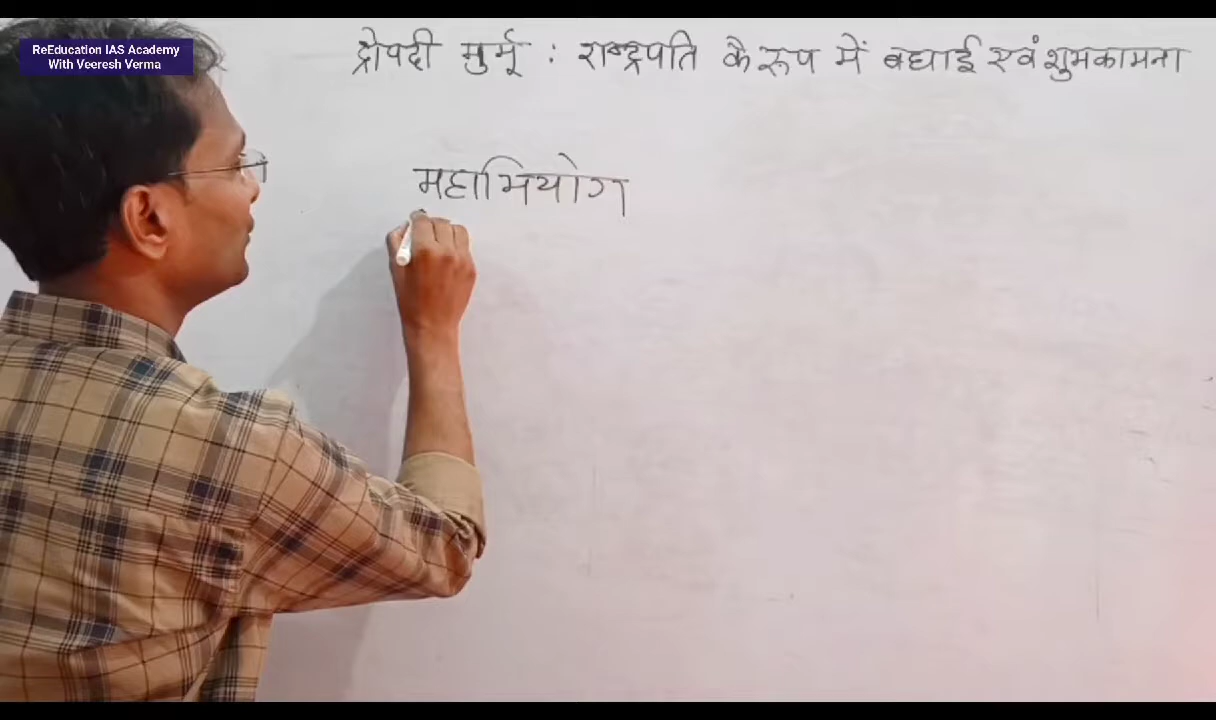 ReEducation IAS Academy
With Veeresh Verma
द्रोपदी मुर्मू : राष्ट्रपति के रूप में बधाई एवं शुभकामना
महाभियोग